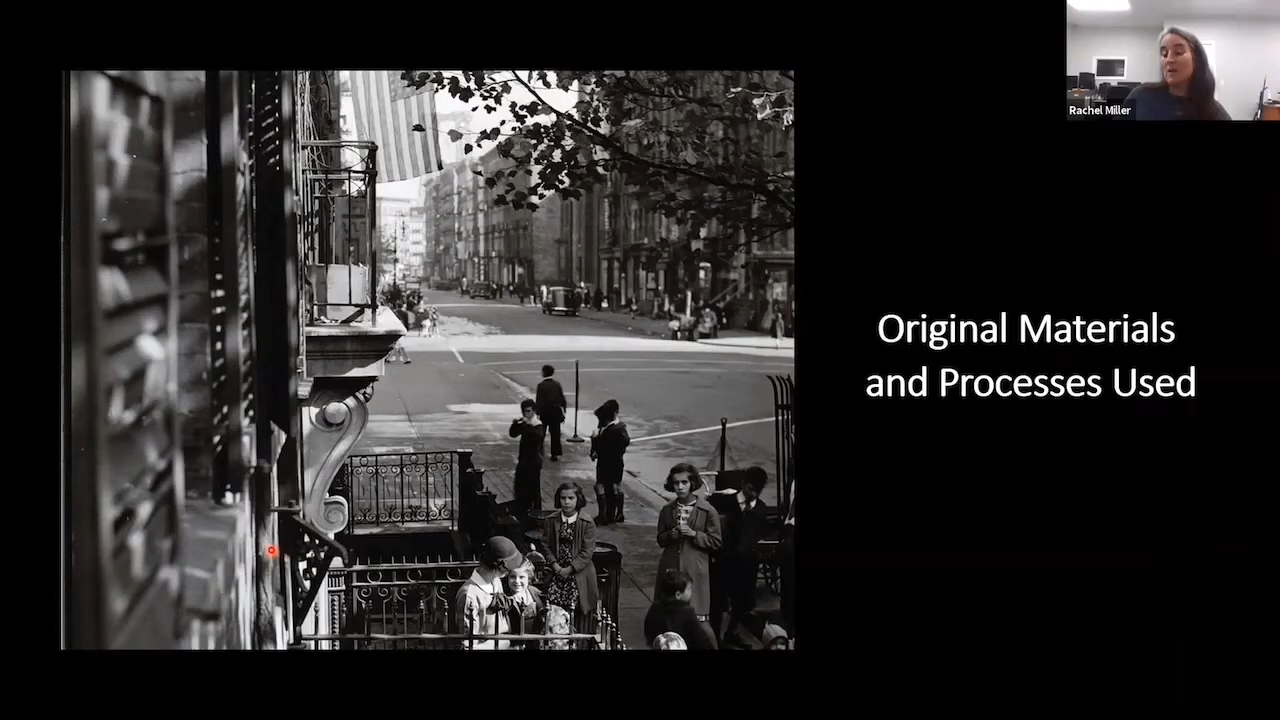 Rachel Miller
Original Materials
and Processes Used